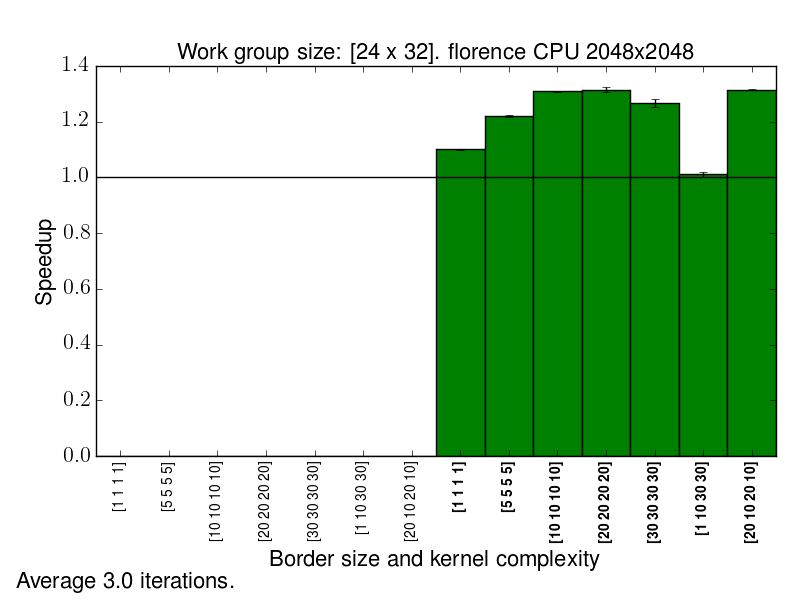 Work group size: [24 x 32]. florence CPU 2048x2048
1.4
1.2
1.0
0.8
0.6
0.4
0.2
0.0
Speedup
[1 1 1 1]
[5 5 5 5]
[10 10 10 10]
[20 20 20 20]
[30 30 30 30]
[1 10 30 30]
[20 10 20 10]
[1 1 1 1]
[5 5 5 5]
[10 10 10 10]
[20 20 20 20]
[30 30 30 30]
[1 10 30 30]
[20 10 20 10]
Border size and kernel complexity
Average 3.0 iterations.